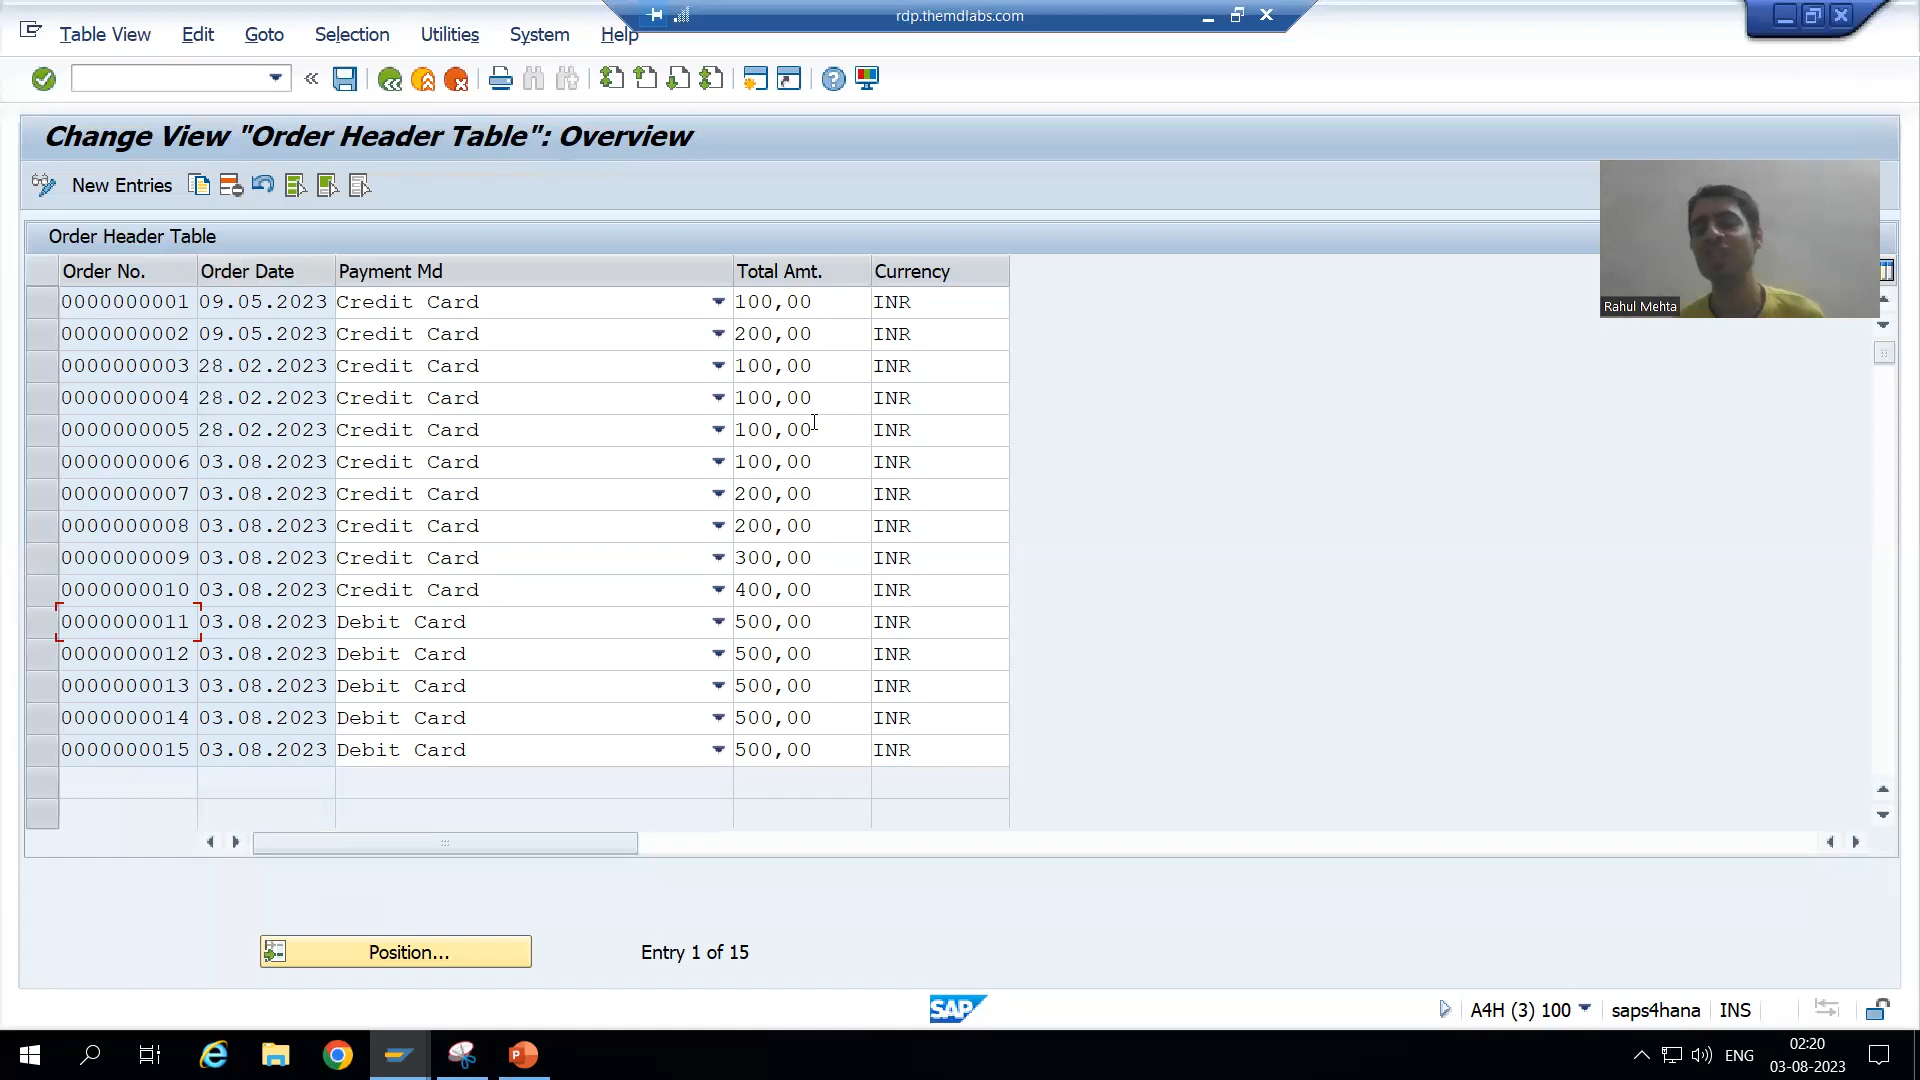 rdp.themdlabs.com
Table View Edit Goto Selection Utilities System Help
Change View "Order Header Table": Overview
New Entries
Order Header Table
Order No. Order Date Payment Md Total Amt. Currency
0000000001 09.05.2023 Credit Card 100,00 INR
0000000002 09.05.2023 Credit Card 200,00 INR
0000000003 28.02.2023 Credit Card 100,00 INR
0000000004 28.02.2023 Credit Card 100,00 INR
0000000005 28.02.2023 Credit Card 100,00 INR
0000000006 03.08.2023 Credit Card 100,00 INR
0000000007 03.08.2023 Credit Card 200,00 INR
0000000008 03.08.2023 Credit Card 200,00 INR
0000000009 03.08.2023 Credit Card 300,00 INR
0000000010 03.08.2023 Credit Card 400,00 INR
0000000011 03.08.2023 Debit Card 500,00 INR
0000000012 03.08.2023 Debit Card 500,00 INR
0000000013 03.08.2023 Debit Card 500,00 INR
0000000014 03.08.2023 Debit Card 500,00 INR
0000000015 03.08.2023 Debit Card 500,00 INR
Rahul Mehta
Position... Entry 1 of 15
SAP A4H (3) 100 saps4hana INS
ENG
02:20
03-08-2023